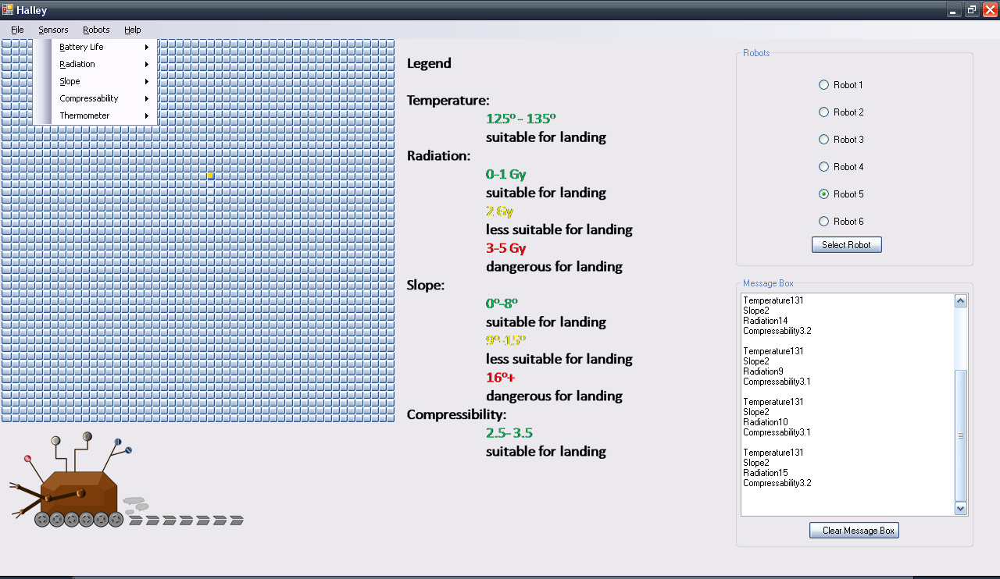 Halley
File Sensors Robots Help
Battery Life
Radiation
Slope
Compressability
Thermometer
Legend
Temperature:
125º - 135º
suitable for landing
Radiation:
0-1 Gy
suitable for landing
2 Gy
less suitable for landing
3-5 Gy
dangerous for landing
Slope:
0º-8º
suitable for landing
9º-15º
less suitable for landing
16º+
dangerous for landing
Compressibility:
2.5- 3.5
suitable for landing
Robots
Robot 1
Robot 2
Robot 3
Robot 4
Robot 5
Robot 6
Select Robot
Message Box
Temperature131
Slope2
Radiation14
Compressability3.2
Temperature131
Slope2
Radiation9
Compressability3.1
Temperature131
Slope2
Radiation10
Compressability3.1
Temperature131
Slope2
Radiation15
Compressability3.2
Clear Message Box